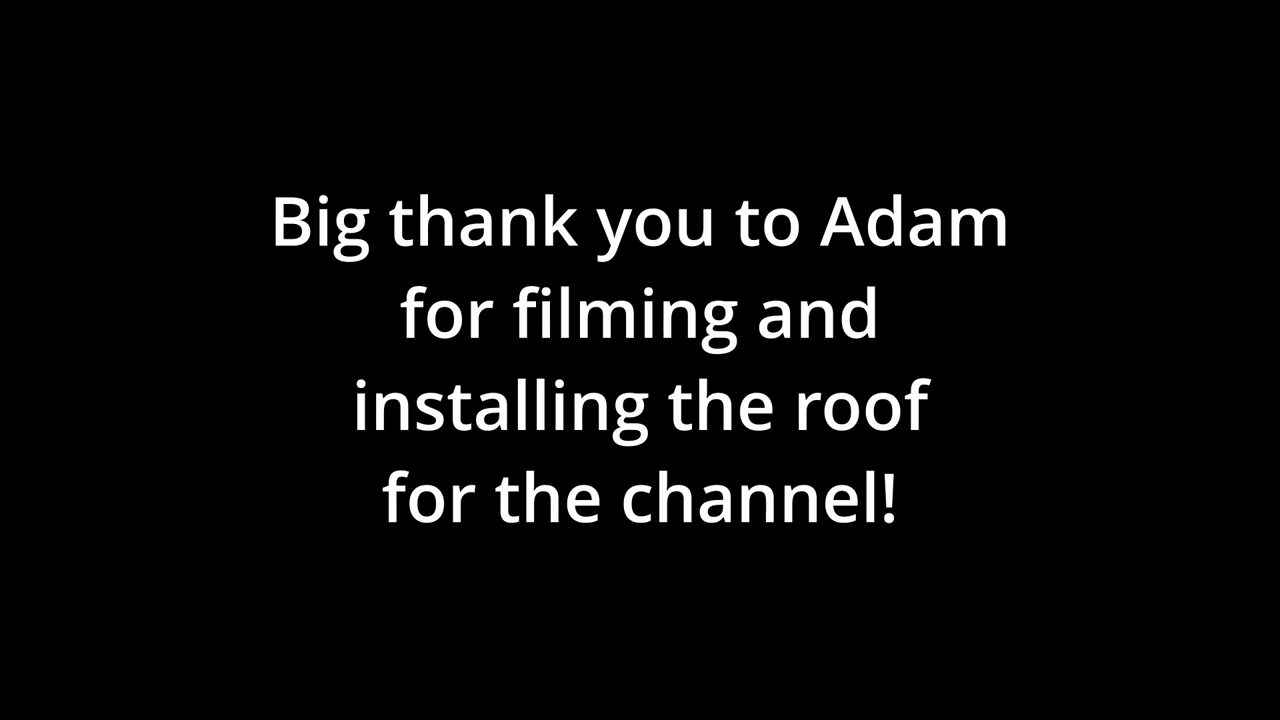 Big thank you to Adam
for filming and
installing the roof
for the channel!